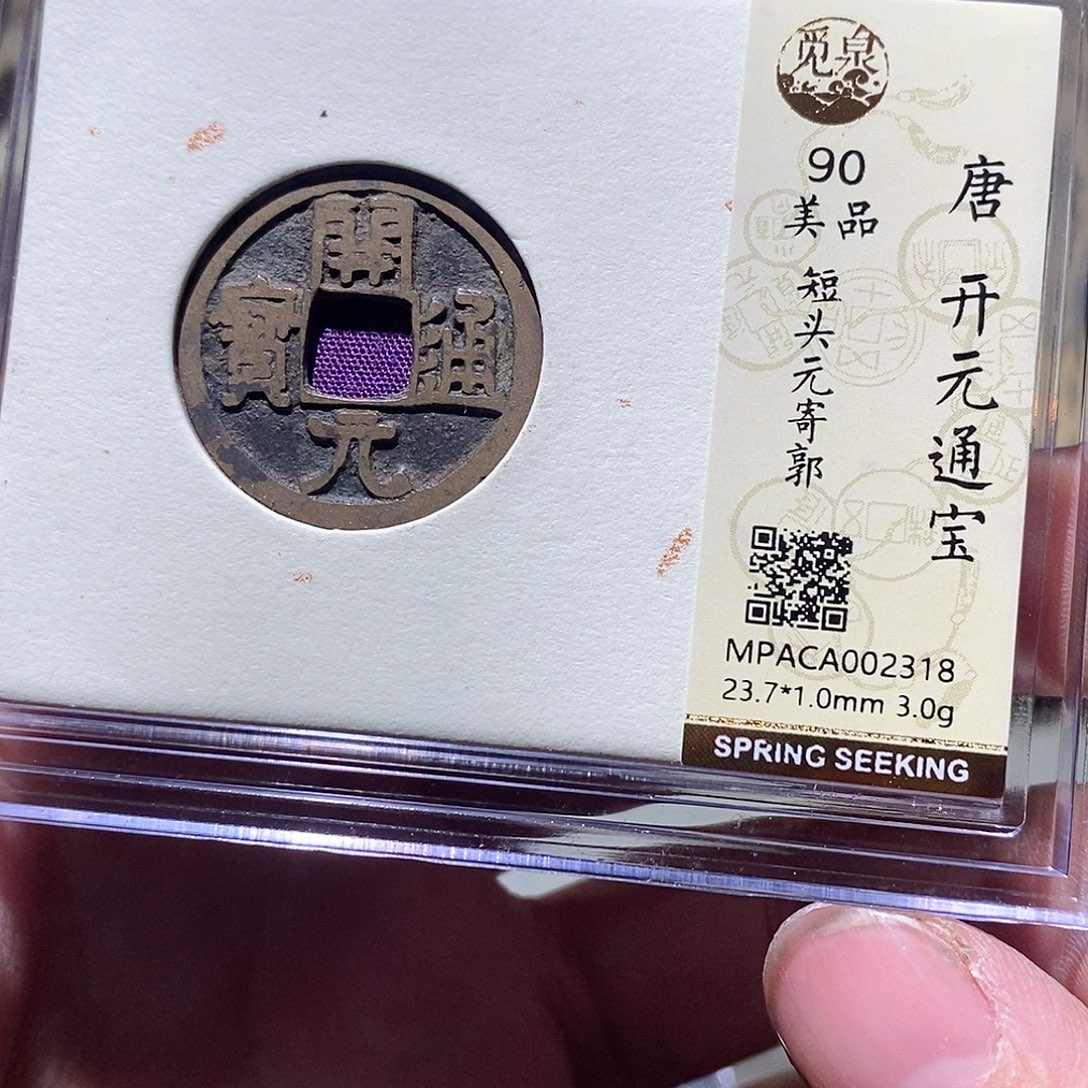 開
通
元
寶
觅泉
90
美品
短头元寄郭
唐 开元通宝
MPACA002318
23.7*1.0mm 3.0g
SPRING SEEKING